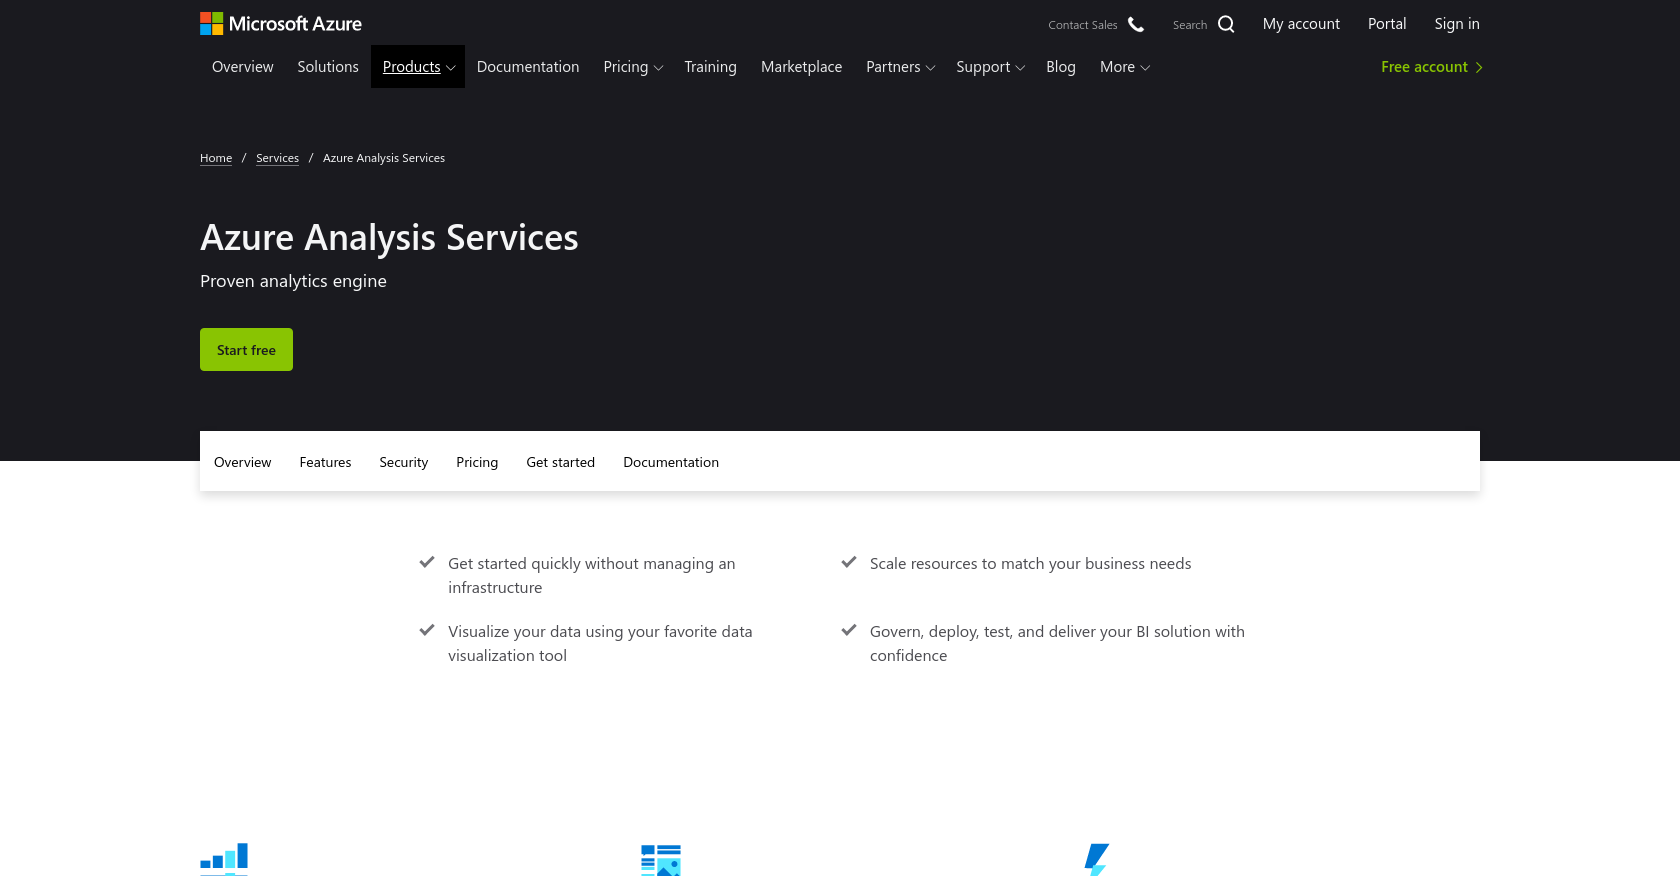 Microsoft Azure
Contact Sales
Search
My account
Portal
Sign in
Overview
Solutions
Products
Documentation
Pricing
Training
Marketplace
Partners
Support
Blog
More
Free account
Home / Services / Azure Analysis Services
Azure Analysis Services
Proven analytics engine
Start free
Overview
Features
Security
Pricing
Get started
Documentation
Get started quickly without managing an
infrastructure
Scale resources to match your business needs
Visualize your data using your favorite data
visualization tool
Govern, deploy, test, and deliver your BI solution with
confidence